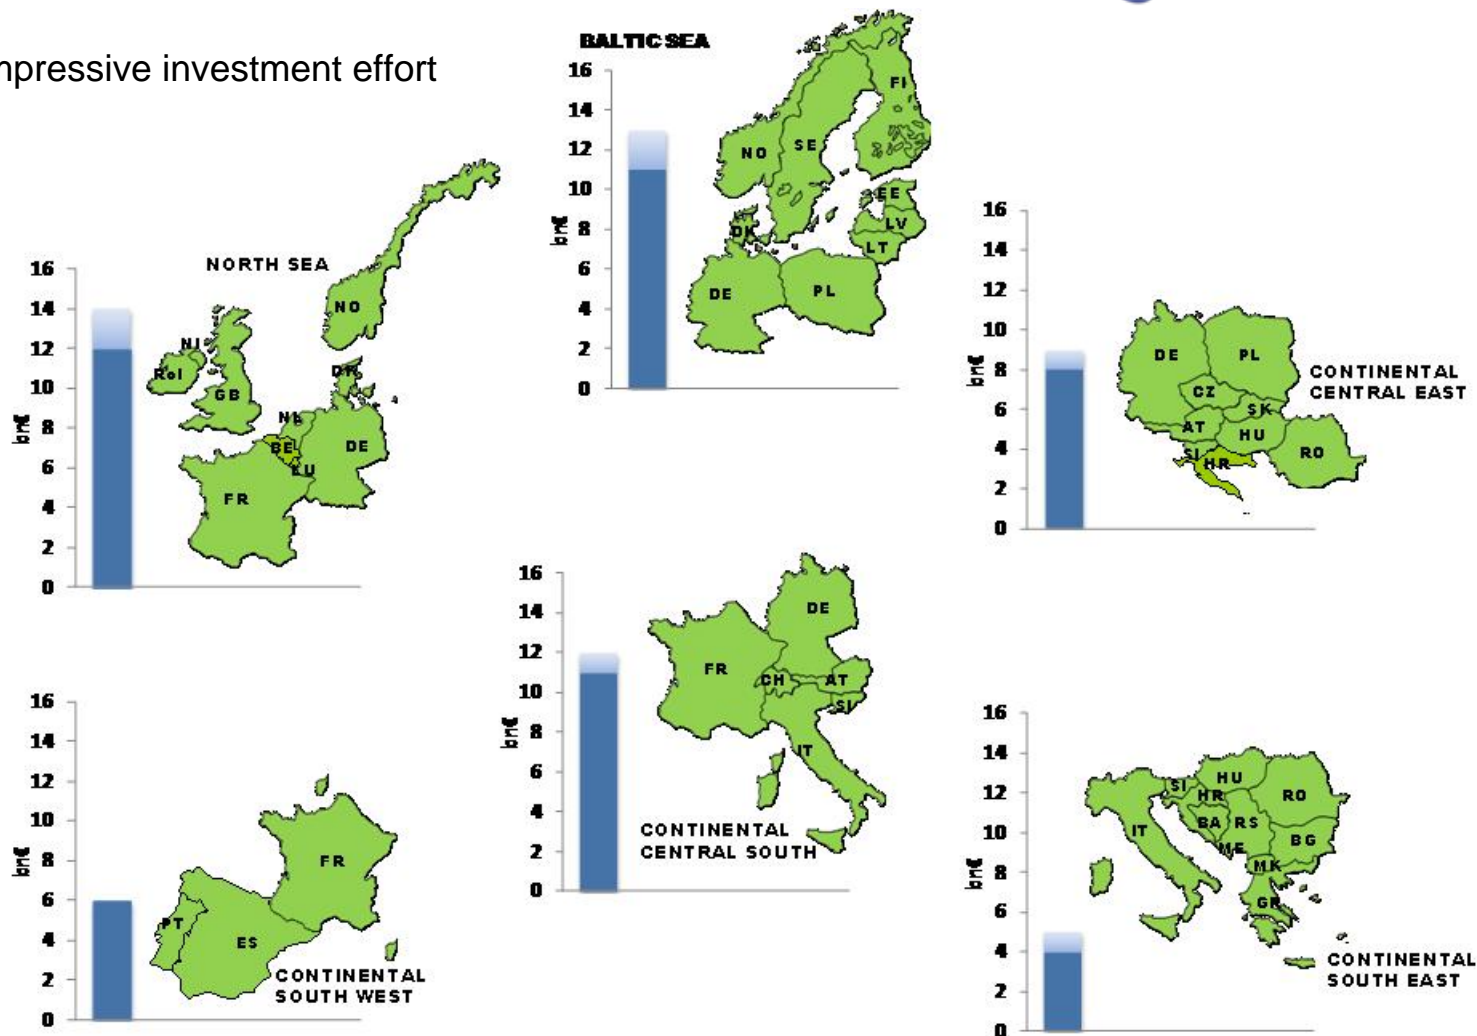 mpressive investment effort
BALTIC SEA
16
14
12
10
8
6
4
2
0
bn€
FI
SE
NO
EE
LV
LT
DK
DE
PL
NORTH SEA
16
14
12
10
8
6
4
2
0
bn€
NO
NI
RoI
GB
DK
NL
BE
DE
LU
FR
16
14
12
10
8
6
4
2
0
bn€
DE
PL
CZ
SK
AT
HU
SI
HR
RO
CONTINENTAL
CENTRAL EAST
16
14
12
10
8
6
4
2
0
bn€
DE
FR
CH
AT
SI
IT
CONTINENTAL
CENTRAL SOUTH
16
14
12
10
8
6
4
2
0
bn€
FR
PT
ES
CONTINENTAL
SOUTH WEST
16
14
12
10
8
6
4
2
0
bn€
HU
SI
HR
RO
IT
BA
RS
BG
ME
MK
GR
CONTINENTAL
SOUTH EAST